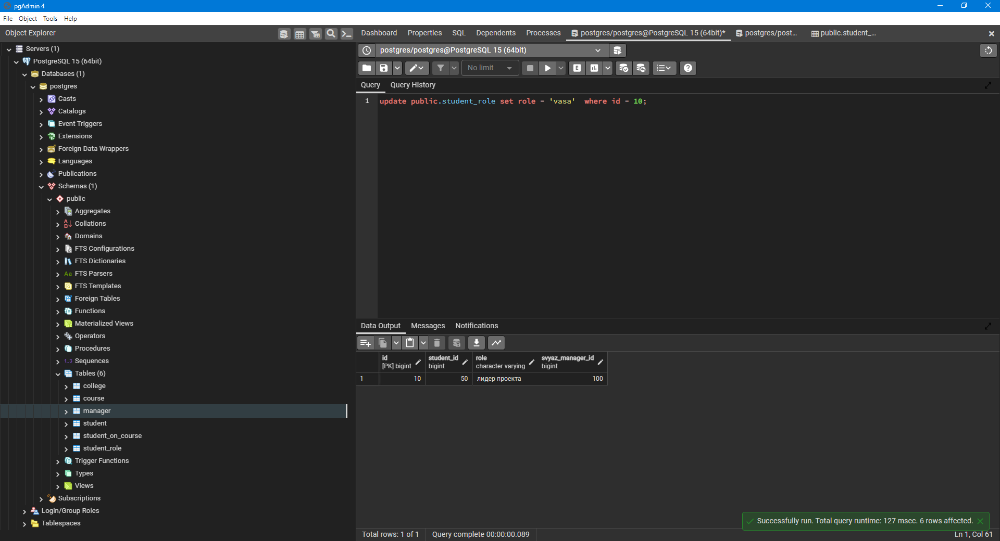 pgAdmin 4
File Object Tools Help
Object Explorer
Dashboard Properties SQL Dependents Processes postgres/postgres@PostgreSQL 15 (64bit)* postgres/post... public.student_...
Servers (1)
PostgreSQL 15 (64bit)
Databases (1)
postgres
Casts
Catalogs
Event Triggers
Extensions
Foreign Data Wrappers
Languages
Publications
Schemas (1)
public
Aggregates
Collations
Domains
FTS Configurations
FTS Dictionaries
Aa FTS Parsers
FTS Templates
Foreign Tables
Functions
Materialized Views
Operators
Procedures
1..3 Sequences
Tables (6)
college
course
manager
student
student_on_course
student_role
Trigger Functions
Types
Views
Subscriptions
Login/Group Roles
Tablespaces
postgres/postgres@PostgreSQL 15 (64bit)
No limit E
Query Query History
1 update public.student_role set role = 'vasa'  where id = 10;
Data Output Messages Notifications
id student_id role svyaz_manager_id
[PK] bigint bigint character varying bigint
1 10 50 лидер проекта 100
Successfully run. Total query runtime: 127 msec. 6 rows affected.
Total rows: 1 of 1 Query complete 00:00:00.089 Ln 1, Col 61